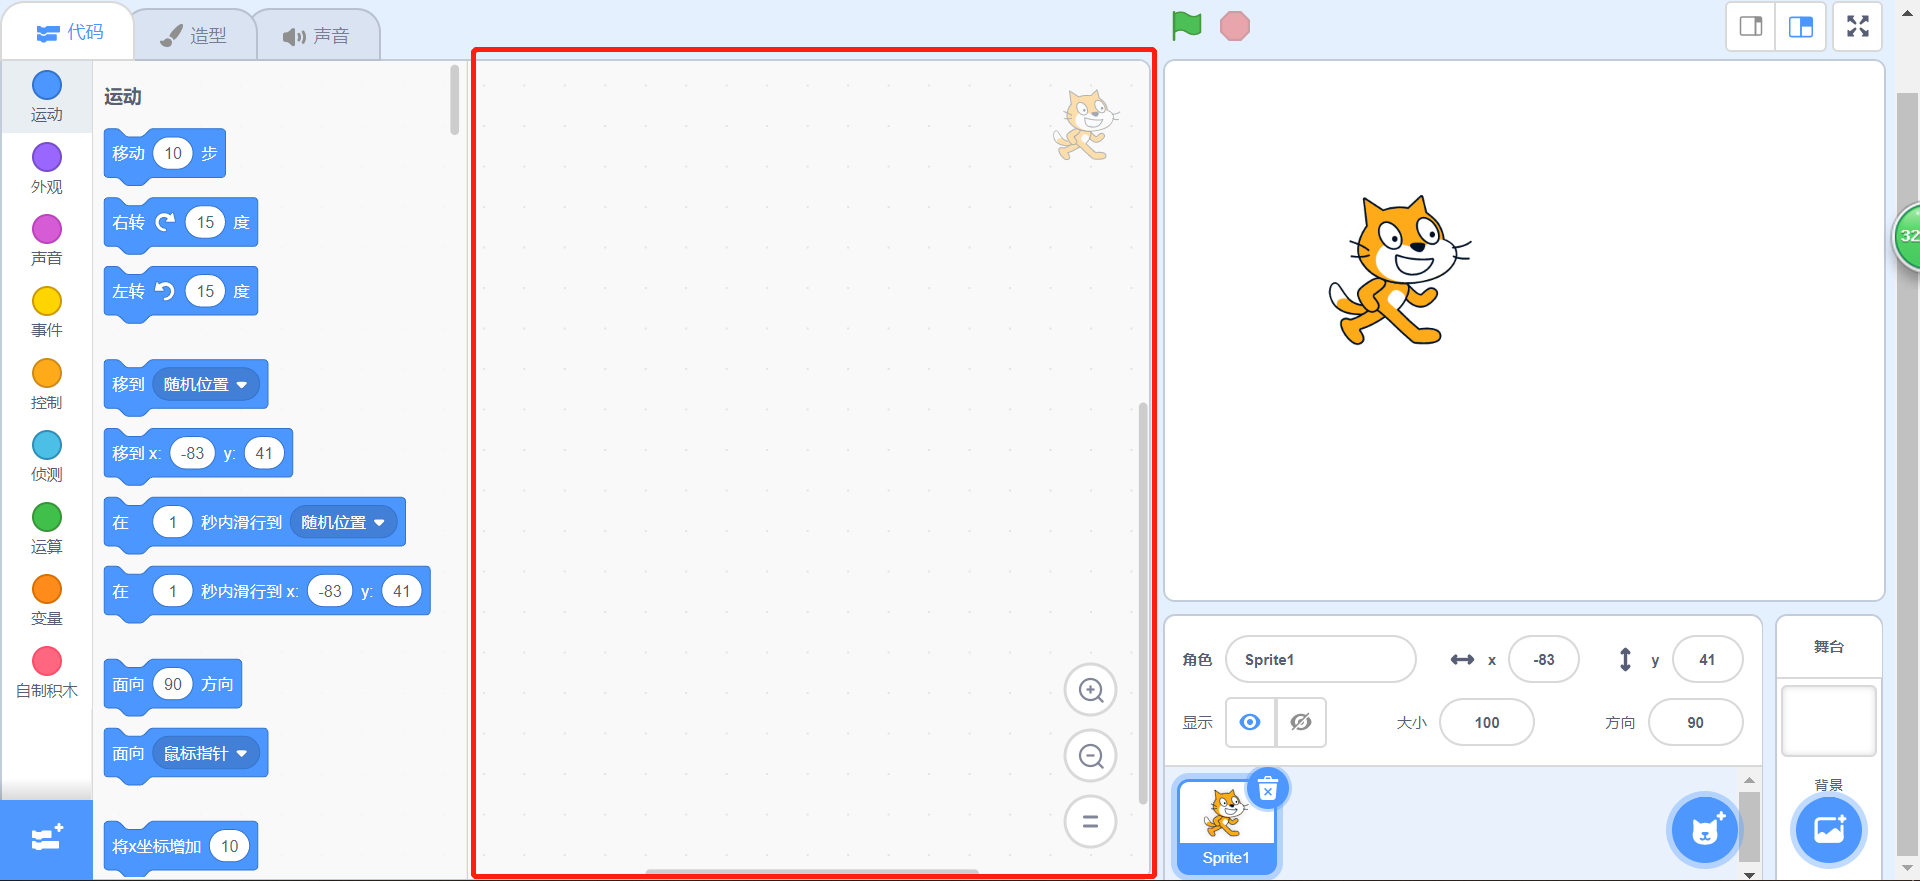 代码
造型
声音
运动
外观
声音
事件
控制
侦测
运算
变量
自制积木
运动
移动 10 步
右转 15 度
左转 15 度
移到 随机位置
移到 x: -83 y: 41
在 1 秒内滑行到 随机位置
在 1 秒内滑行到 x: -83 y: 41
面向 90 方向
面向 鼠标指针
将x坐标增加 10
32
角色 Sprite1 x -83 y 41
显示 大小 100 方向 90
Sprite1
舞台
背景